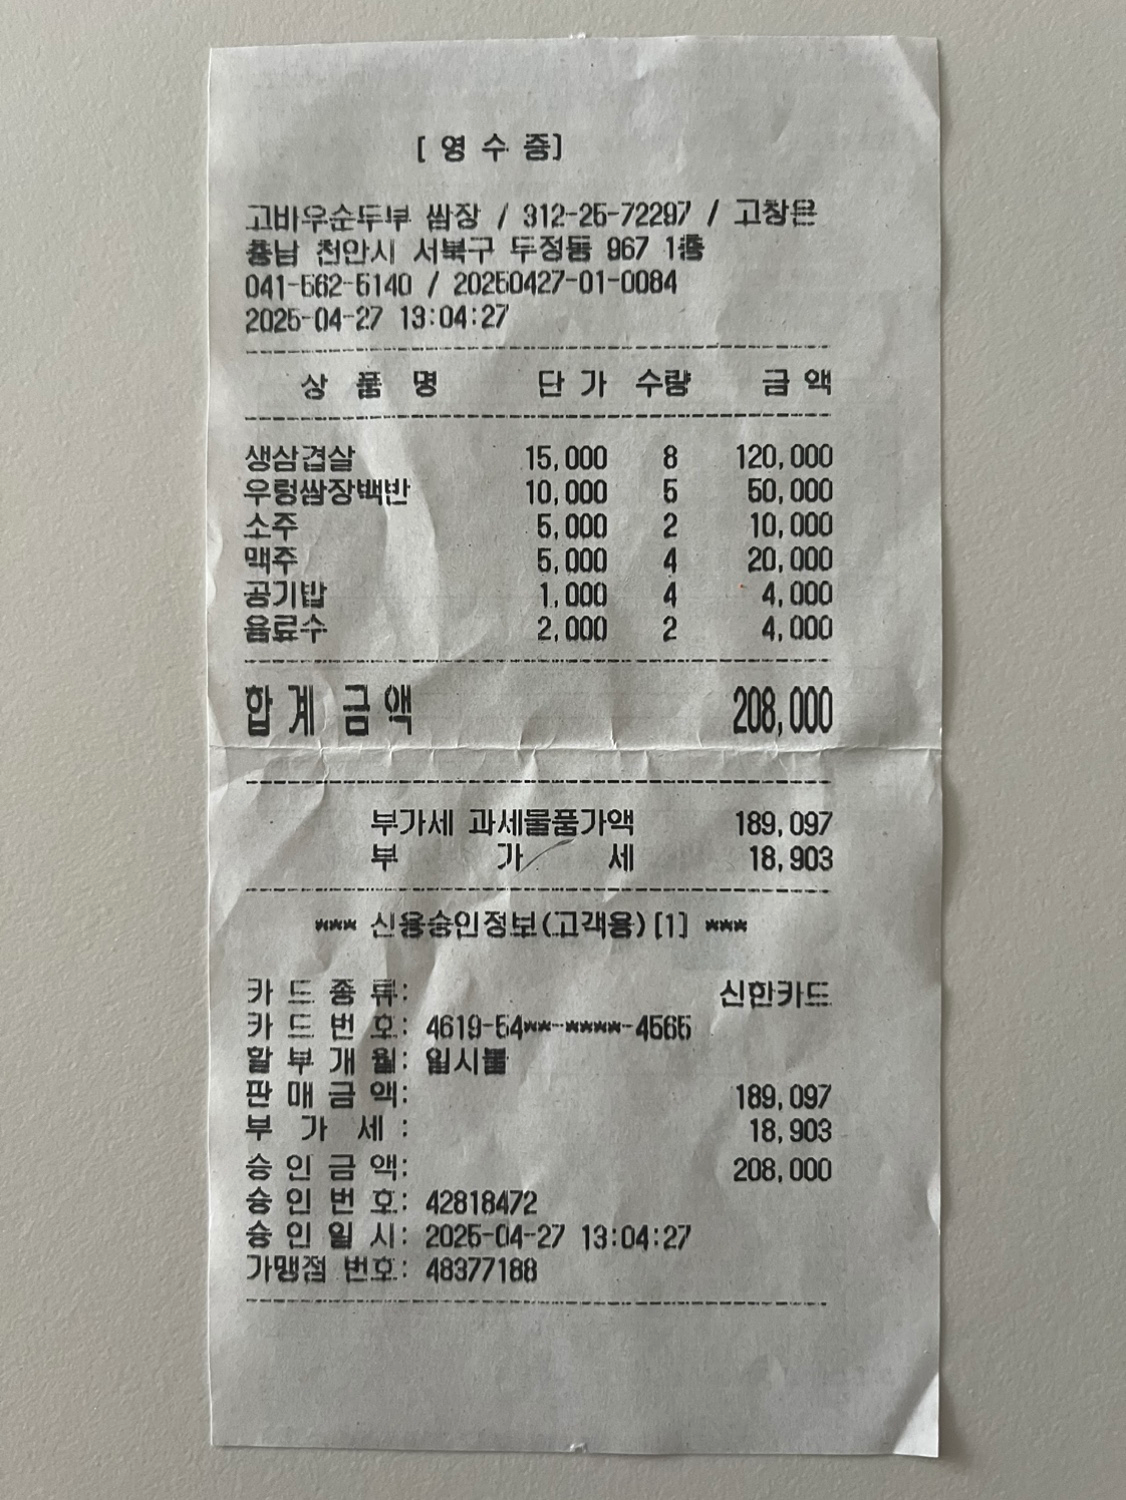 [ 영 수 증]
고바우순두부 쌈장 / 312-25-72297 / 고창은
충남 천안시 서북구 두정동 967 1층
041-562-5140 / 20250427-01-0084
2025-04-27 13:04:27
상 품 명 단 가 수량 금 액
생삼겹살 15,000 8 120,000
우렁쌈장백반 10,000 5 50,000
소주 5,000 2 10,000
맥주 5,000 4 20,000
공기밥 1,000 4 4,000
음료수 2,000 2 4,000
합 계 금 액 208,000
부가세 과세물품가액 189,097
부 가 세 18,903
*** 신용승인정보(고객용)[1] ***
카 드 종 류: 신한카드
카 드 번 호: 4619-54**-****-4565
할 부 개 월: 일시불
판 매 금 액: 189,097
부 가 세 : 18,903
승 인 금 액: 208,000
승 인 번 호: 42818472
승 인 일 시: 2025-04-27 13:04:27
가맹점 번호: 48377188